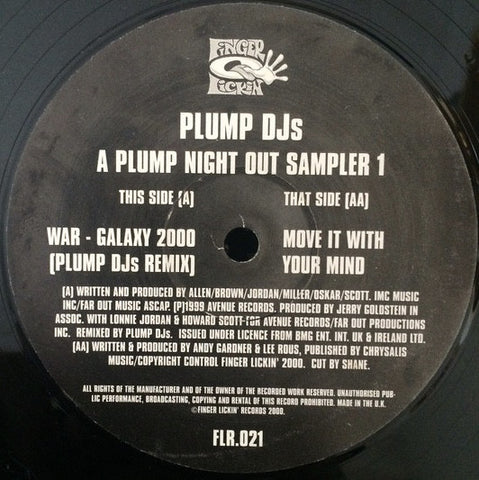 FINGER
LICKIN
PLUMP DJs
A PLUMP NIGHT OUT SAMPLER 1
THIS SIDE [A]
THAT SIDE [AA]
WAR - GALAXY 2000
[PLUMP DJs REMIX]
MOVE IT WITH
YOUR MIND
[A] WRITTEN AND PRODUCED BY ALLEN/BROWN/JORDAN/MILLER/OSKAR/SCOTT. IMC MUSIC
INC/FAR OUT MUSIC ASCAP. [P]1999 AVENUE RECORDS. PRODUCED BY JERRY GOLDSTEIN IN
ASSOC. WITH LONNIE JORDAN & HOWARD SCOTT-FOR AVENUE RECORDS/FAR OUT PRODUCTIONS
INC. REMIXED BY PLUMP DJs. ISSUED UNDER LICENCE FROM BMG ENT. INT. UK & IRELAND LTD.
[AA] WRITTEN & PRODUCED BY ANDY GARDNER & LEE ROUS, PUBLISHED BY CHRYSALIS
MUSIC/COPYRIGHT CONTROL FINGER LICKIN' 2000. CUT BY SHANE.
ALL RIGHTS OF THE MANUFACTURER AND OF THE OWNER OF THE RECORDED WORK RESERVED. UNAUTHORISED PUB-
LIC PERFORMANCE, BROADCASTING, COPYING AND RENTAL OF THIS RECORD PROHIBITED. MADE IN THE U.K.
©FINGER LICKIN' RECORDS 2000.
FLR.021